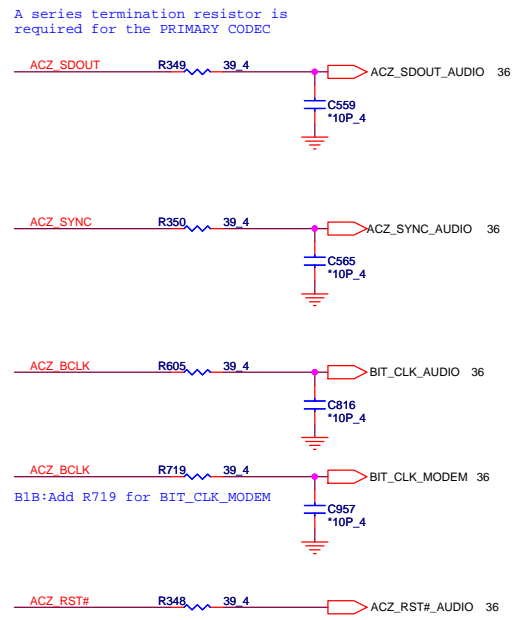 A series termination resistor is
required for the PRIMARY CODEC
ACZ_SDOUT R349 39_4 ACZ_SDOUT_AUDIO 36
C559
*10P_4
ACZ_SYNC R350 39_4 ACZ_SYNC_AUDIO 36
C565
*10P_4
ACZ_BCLK R605 39_4 BIT_CLK_AUDIO 36
C816
*10P_4
ACZ_BCLK R719 39_4 BIT_CLK_MODEM 36
B1B:Add R719 for BIT_CLK_MODEM
C957
*10P_4
ACZ_RST# R348 39_4 ACZ_RST#_AUDIO 36